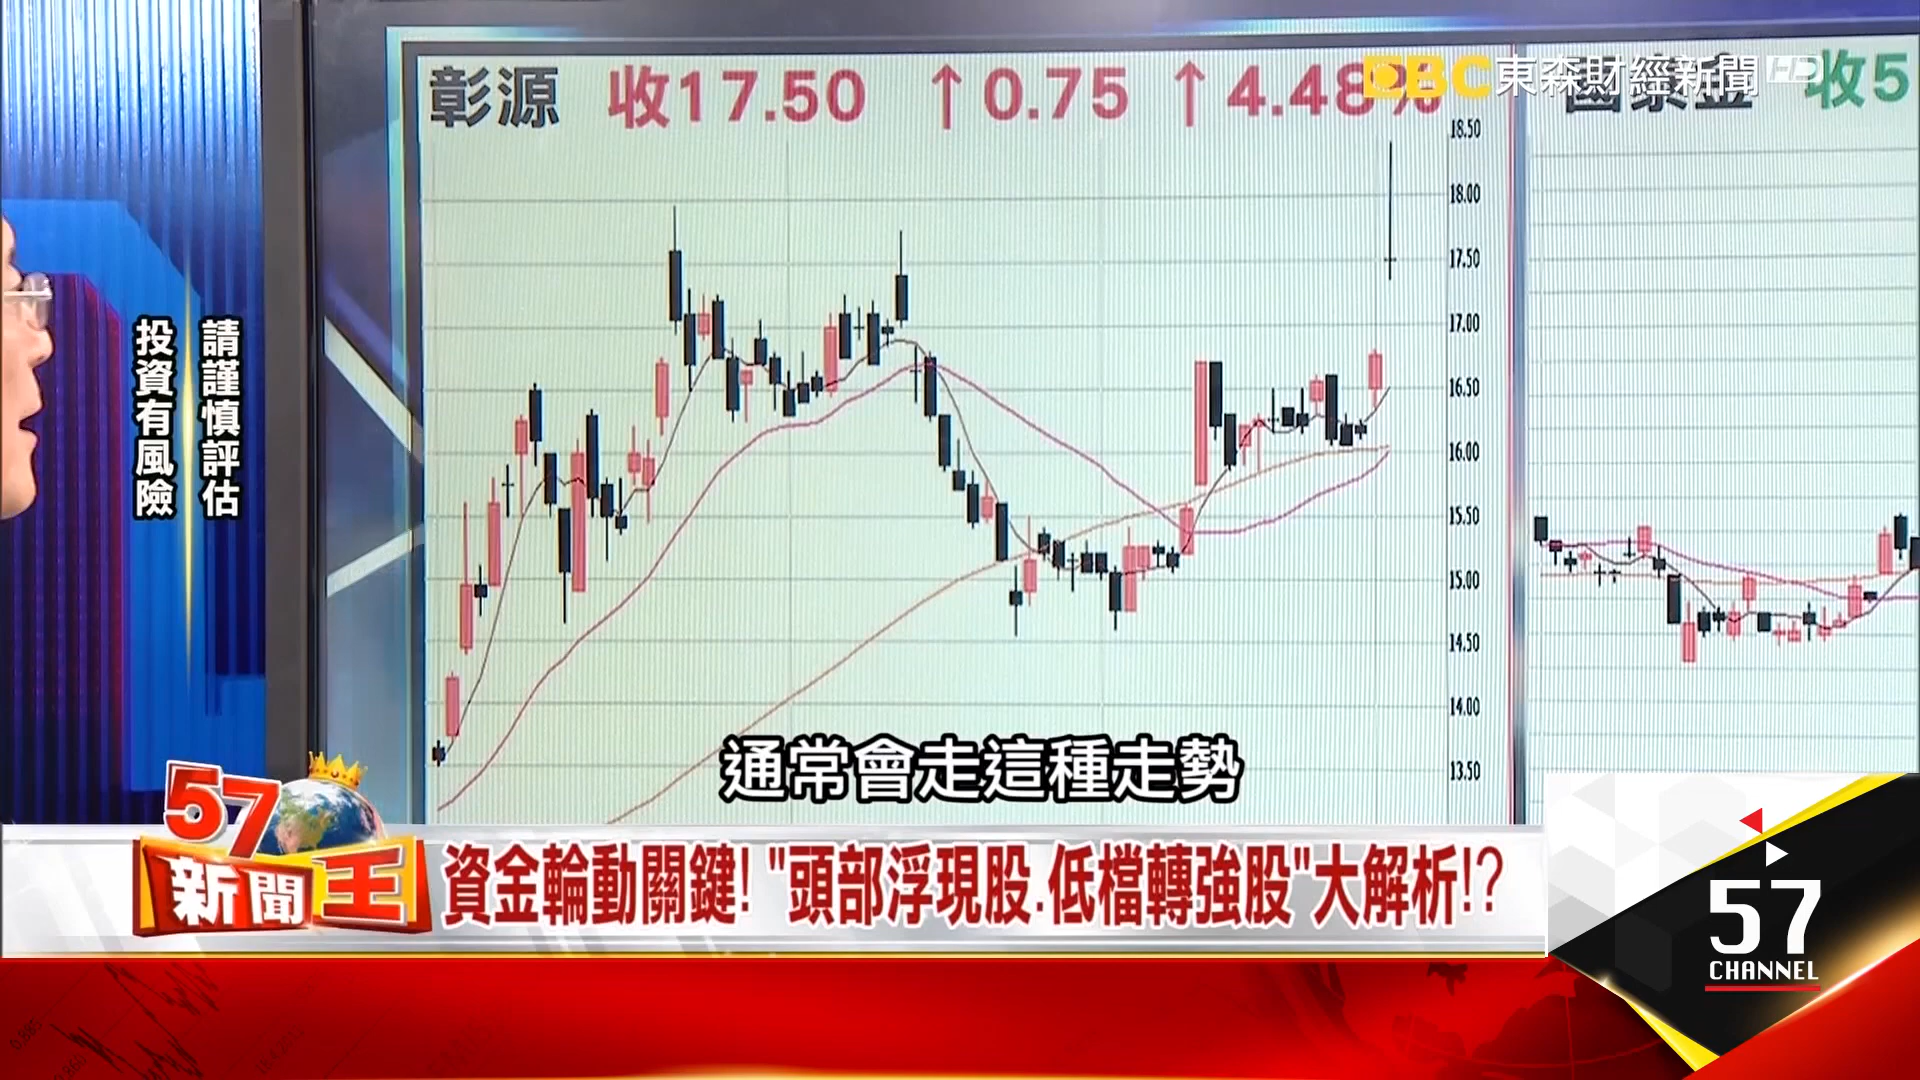 彰源 收17.50 ↑0.75 ↑4.48%
EBC 東森財經新聞 HD
國泰金 收5
18.50
18.00
17.50
17.00
16.50
16.00
15.50
15.00
14.50
14.00
13.50
請謹慎評估
投資有風險
通常會走這種走勢
57新聞王
資金輪動關鍵! "頭部浮現股.低檔轉強股"大解析!?
57
CHANNEL